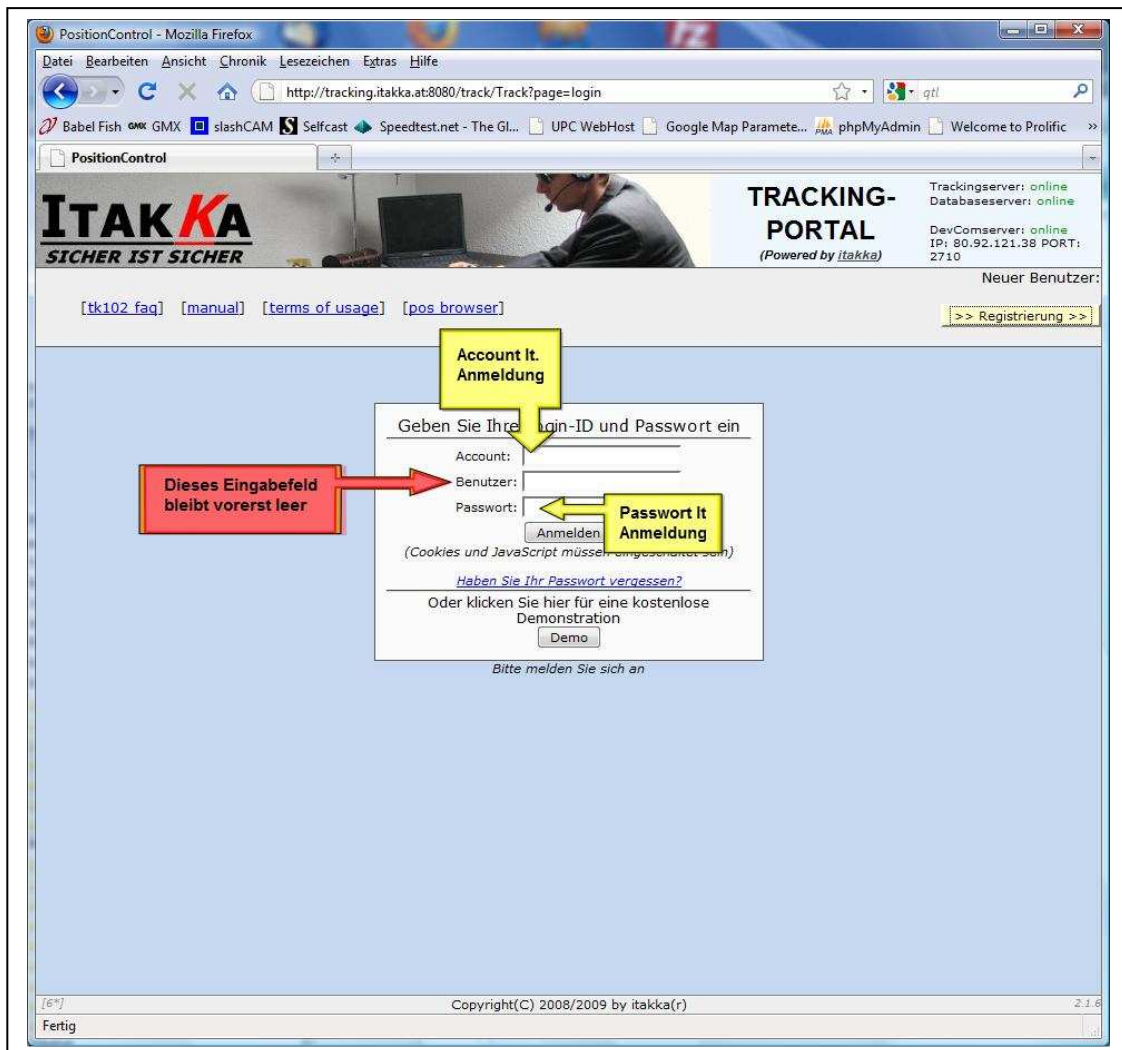 PositionControl - Mozilla Firefox
Datei Bearbeiten Ansicht Chronik Lesezeichen Extras Hilfe
http://tracking.itakka.at:8080/track/Track?page=login
qtl
Babel Fish GMX GMX slashCAM Selfcast Speedtest.net - The Gl... UPC WebHost Google Map Paramete... PMA phpMyAdmin Welcome to Prolific »
PositionControl
ITAKKA
SICHER IST SICHER
TRACKING-
PORTAL
(Powered by itakka)
Trackingserver: online
Databaseserver: online
DevComserver: online
IP: 80.92.121.38 PORT:
2710
Neuer Benutzer:
[tk102 faq] [manual] [terms of usage] [pos browser]
>> Registrierung >>
Account lt.
Anmeldung
Geben Sie Ihre Login-ID und Passwort ein
Account:
Dieses Eingabefeld
bleibt vorerst leer
Benutzer:
Passwort:
Passwort lt
Anmeldung
Anmelden
(Cookies und JavaScript müssen eingeschaltet sein)
Haben Sie Ihr Passwort vergessen?
Oder klicken Sie hier für eine kostenlose
Demonstration
Demo
Bitte melden Sie sich an
[6*]
Copyright(C) 2008/2009 by itakka(r)
2.1.6
Fertig